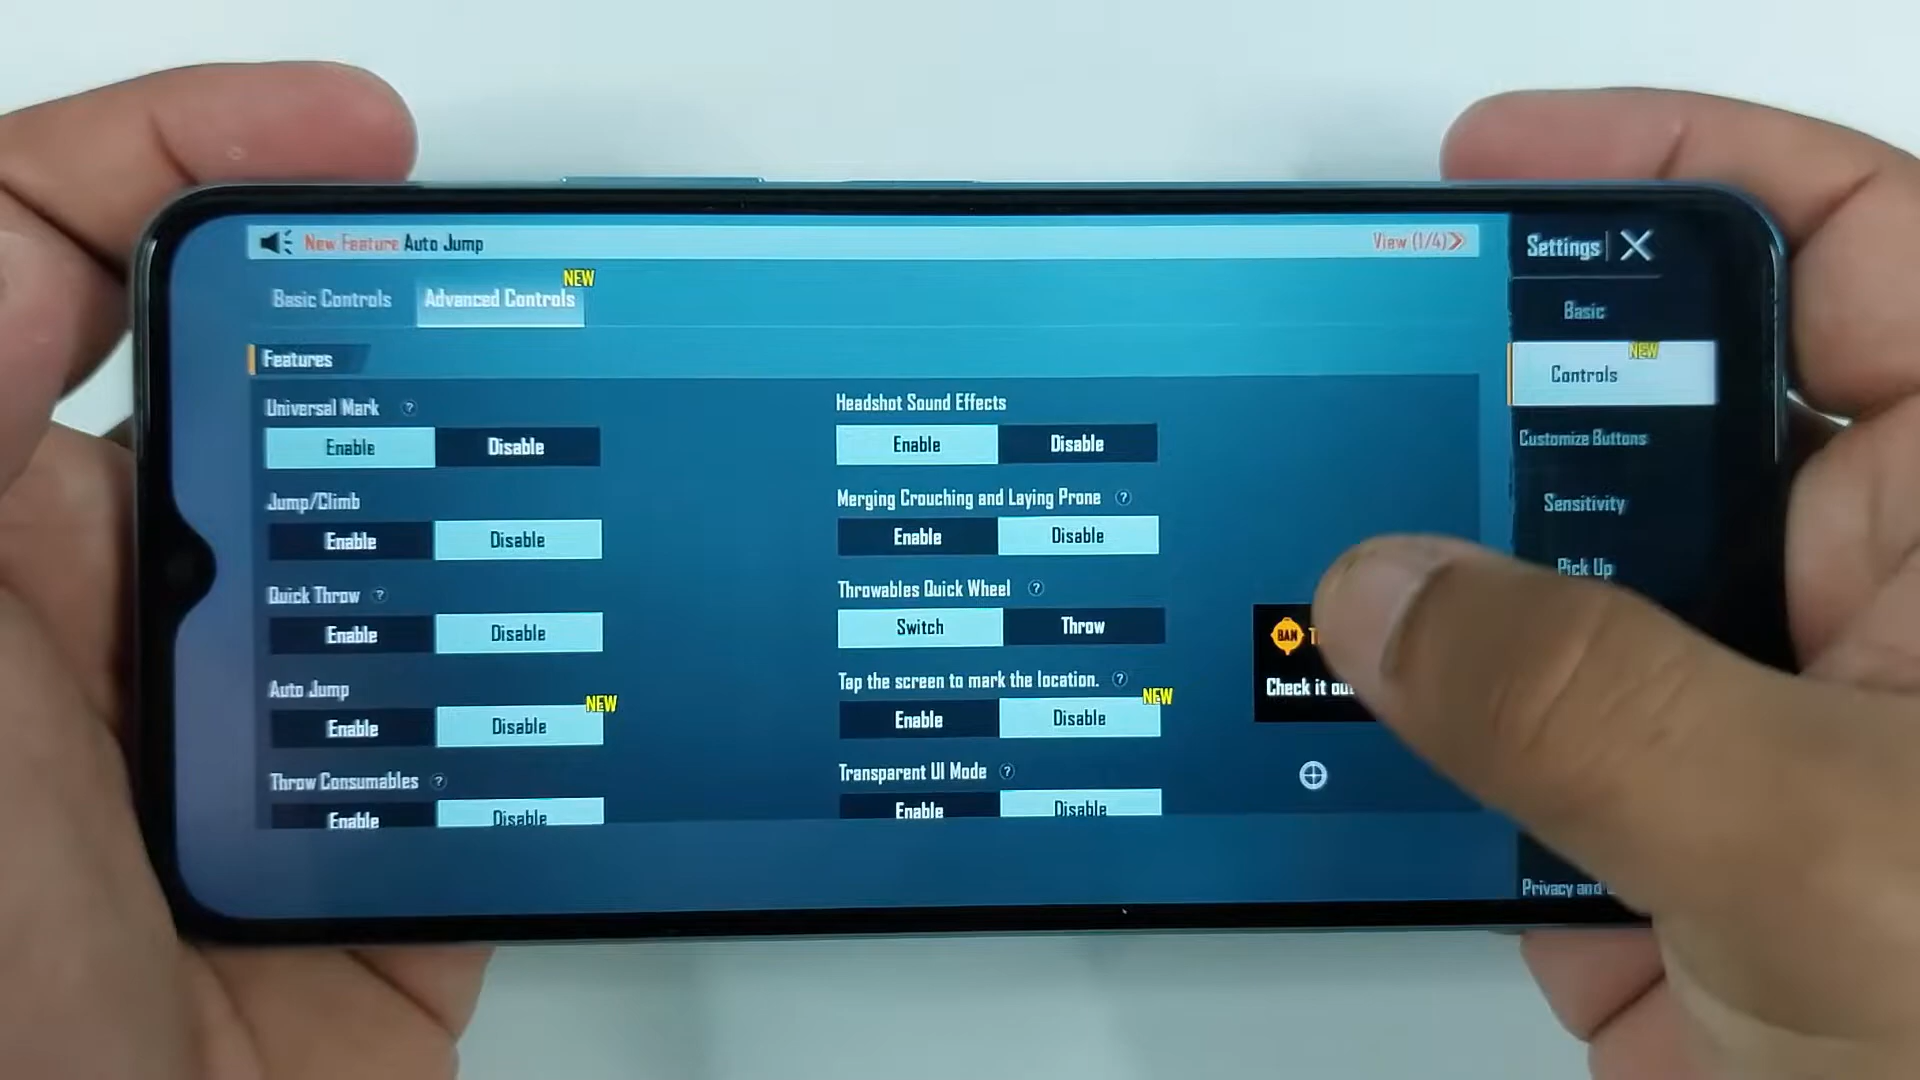 New Feature Auto Jump
View (1/4)
Settings
Basic Controls
Advanced Controls
NEW
Features
Universal Mark ?
Enable Disable
Jump/Climb
Enable Disable
Quick Throw ?
Enable Disable
Auto Jump
NEW
Enable Disable
Throw Consumables ?
Enable Disable
Headshot Sound Effects
Enable Disable
Merging Crouching and Laying Prone ?
Enable Disable
Throwables Quick Wheel ?
Switch Throw
Tap the screen to mark the location. ?
NEW
Enable Disable
Transparent UI Mode ?
Enable Disable
BAN
Check it
Basic
NEW
Controls
Customize Buttons
Sensitivity
Pick Up
Privacy and